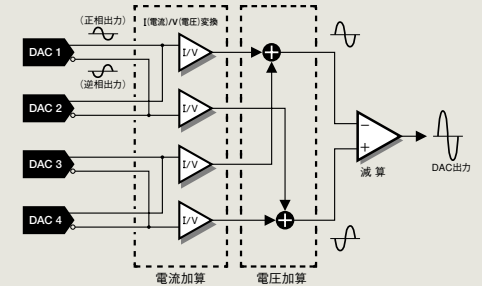 (正相出力)
I(電流)/V(電圧)変換
DAC 1
I/V
(逆相出力)
DAC 2
I/V
DAC 3
I/V
減 算
DAC出力
DAC 4
I/V
電流加算
電圧加算